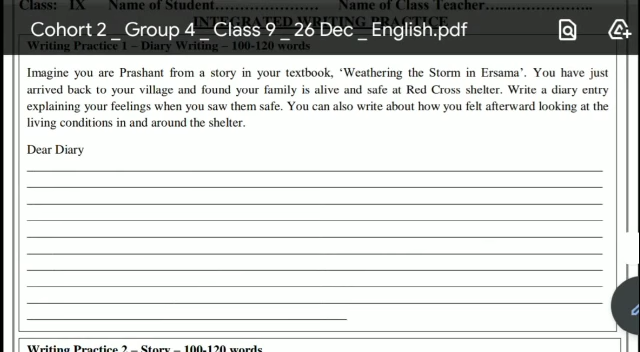 Class: IX Name of Student..................... Name of Class Teacher........................
INTEGRATED WRITING PRACTICE
Cohort 2 _ Group 4 _ Class 9 _ 26 Dec _ English.pdf
Writing Practice 1 – Diary Writing – 100-120 words
Imagine you are Prashant from a story in your textbook, ‘Weathering the Storm in Ersama’. You have just
arrived back to your village and found your family is alive and safe at Red Cross shelter. Write a diary entry
explaining your feelings when you saw them safe. You can also write about how you felt afterward looking at the
living conditions in and around the shelter.
Dear Diary
Writing Practice 2 – Story – 100-120 words